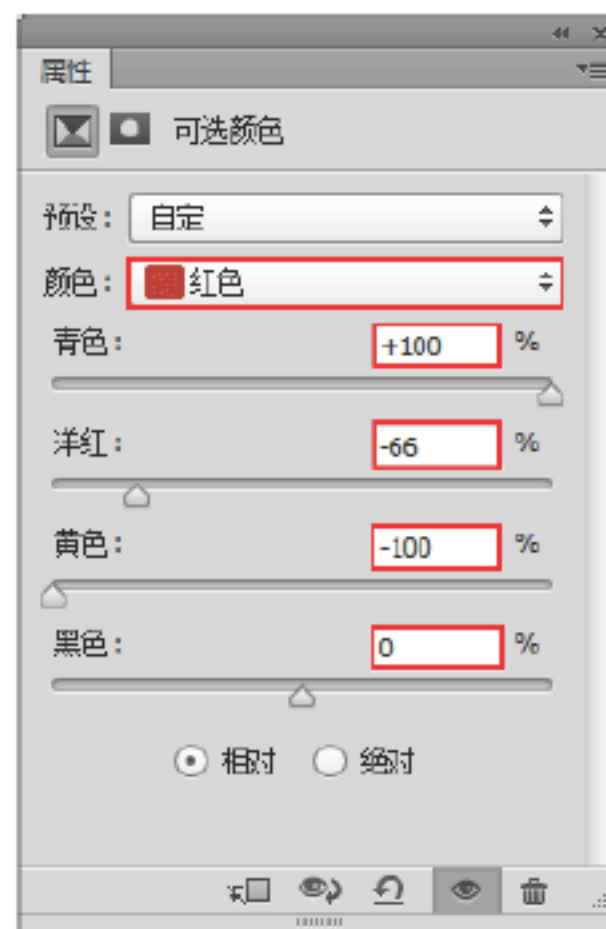 属性
可选颜色
预设： 自定
颜色： 红色
青色： +100 %
洋红： -66 %
黄色： -100 %
黑色： 0 %
相对 绝对